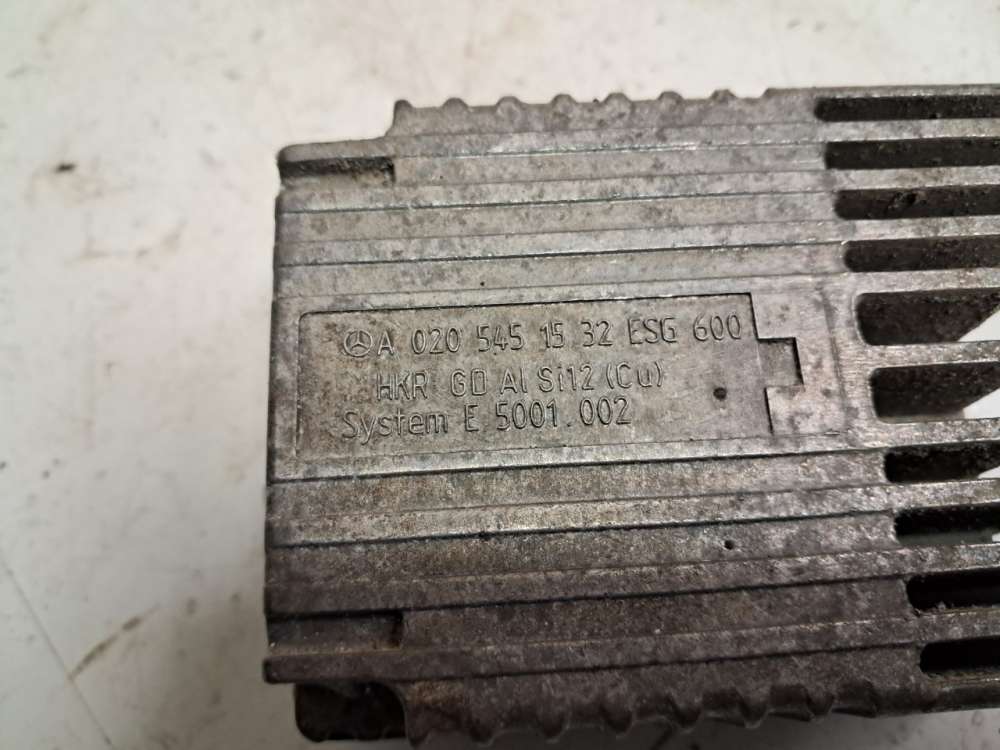 A 020 545 15 32 ESG 600
HKR GD Al Si12 (Cu)
System E 5001.002